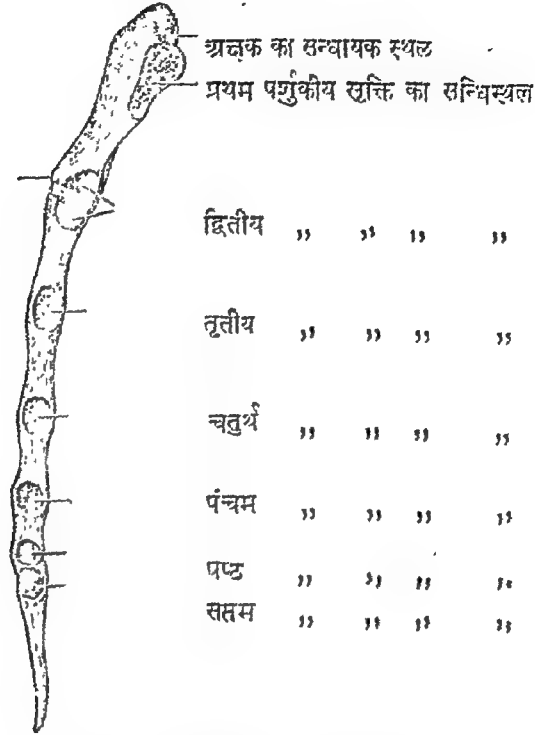 अक्षक का सन्धायक स्थल
प्रथम पर्शुकीय सृक्ति का सन्धिस्थल
द्वितीय ,, ,, ,, ,,
तृतीय ,, ,, ,, ,,
चतुर्थ ,, ,, ,, ,,
पंचम ,, ,, ,, ,,
षष्ठ ,, ,, ,, ,,
सप्तम ,, ,, ,, ,,